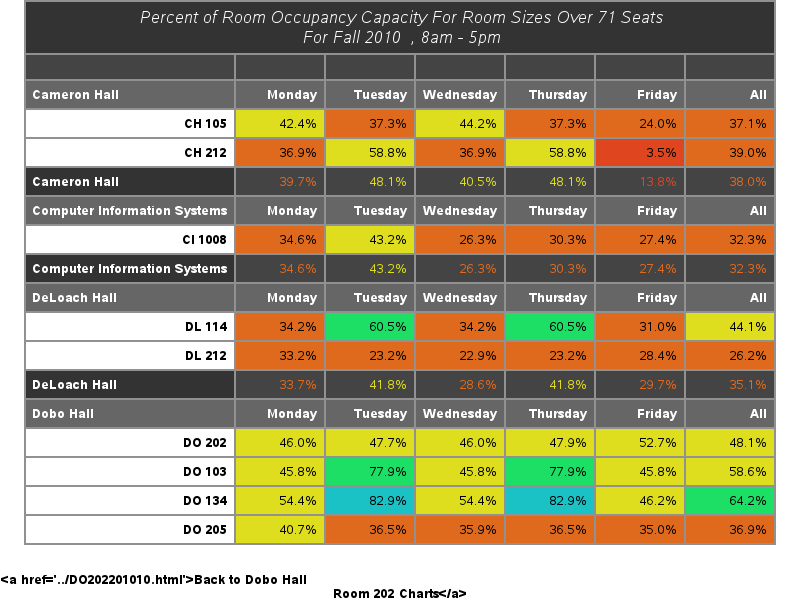 Percent of Room Occupancy Capacity For Room Sizes Over 71 Seats
For Fall 2010 , 8am - 5pm
Cameron Hall Monday Tuesday Wednesday Thursday Friday All
CH 105 42.4% 37.3% 44.2% 37.3% 24.0% 37.1%
CH 212 36.9% 58.8% 36.9% 58.8% 3.5% 39.0%
Cameron Hall 39.7% 48.1% 40.5% 48.1% 13.8% 38.0%
Computer Information Systems Monday Tuesday Wednesday Thursday Friday All
CI 1008 34.6% 43.2% 26.3% 30.3% 27.4% 32.3%
Computer Information Systems 34.6% 43.2% 26.3% 30.3% 27.4% 32.3%
DeLoach Hall Monday Tuesday Wednesday Thursday Friday All
DL 114 34.2% 60.5% 34.2% 60.5% 31.0% 44.1%
DL 212 33.2% 23.2% 22.9% 23.2% 28.4% 26.2%
DeLoach Hall 33.7% 41.8% 28.6% 41.8% 29.7% 35.1%
Dobo Hall Monday Tuesday Wednesday Thursday Friday All
DO 202 46.0% 47.7% 46.0% 47.9% 52.7% 48.1%
DO 103 45.8% 77.9% 45.8% 77.9% 45.8% 58.6%
DO 134 54.4% 82.9% 54.4% 82.9% 46.2% 64.2%
DO 205 40.7% 36.5% 35.9% 36.5% 35.0% 36.9%
<a href='../DO202201010.html'>Back to Dobo Hall
Room 202 Charts</a>